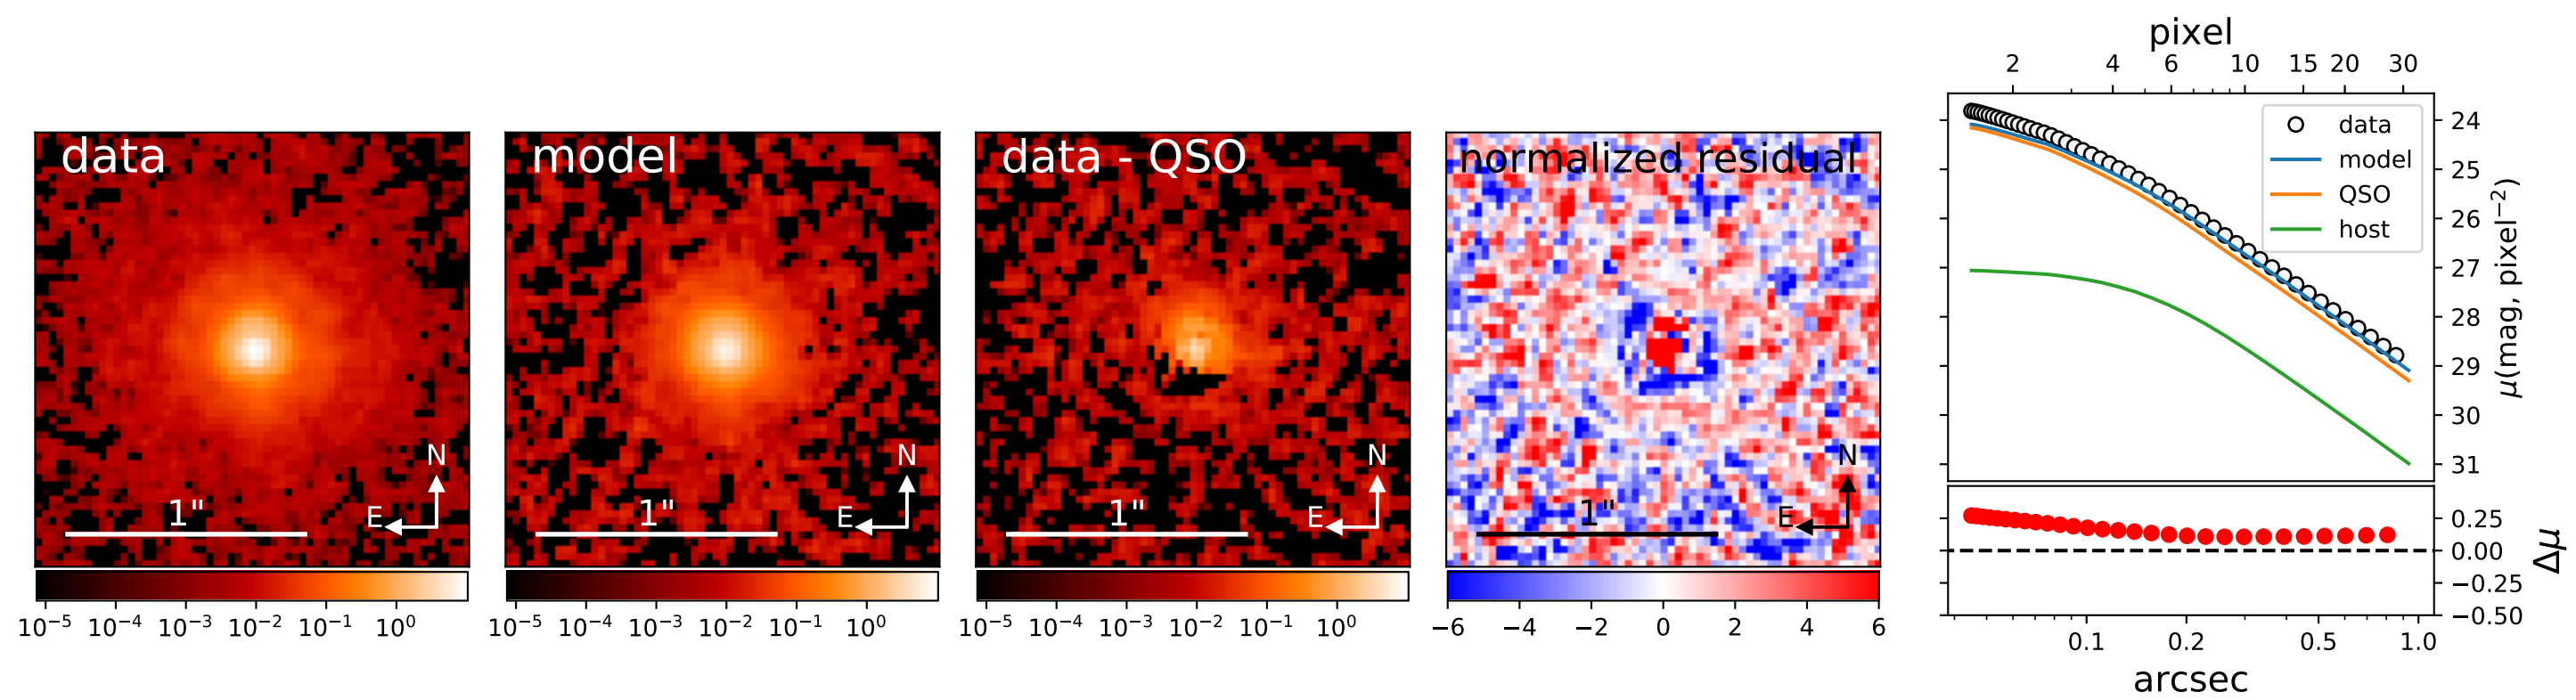 data
N
E
1"
10⁻⁵ 10⁻⁴ 10⁻³ 10⁻² 10⁻¹ 10⁰
model
N
E
1"
10⁻⁵ 10⁻⁴ 10⁻³ 10⁻² 10⁻¹ 10⁰
data - QSO
N
E
1"
10⁻⁵ 10⁻⁴ 10⁻³ 10⁻² 10⁻¹ 10⁰
normalized residual
N
E
1"
−6 −4 −2 0 2 4 6
pixel
2 4 6 10 15 20 30
data
model
QSO
host
24
25
26
27
28
29
30
31
μ(mag, pixel⁻²)
0.25
0.00
−0.25
−0.50
Δμ
0.1 0.2 0.5 1.0
arcsec